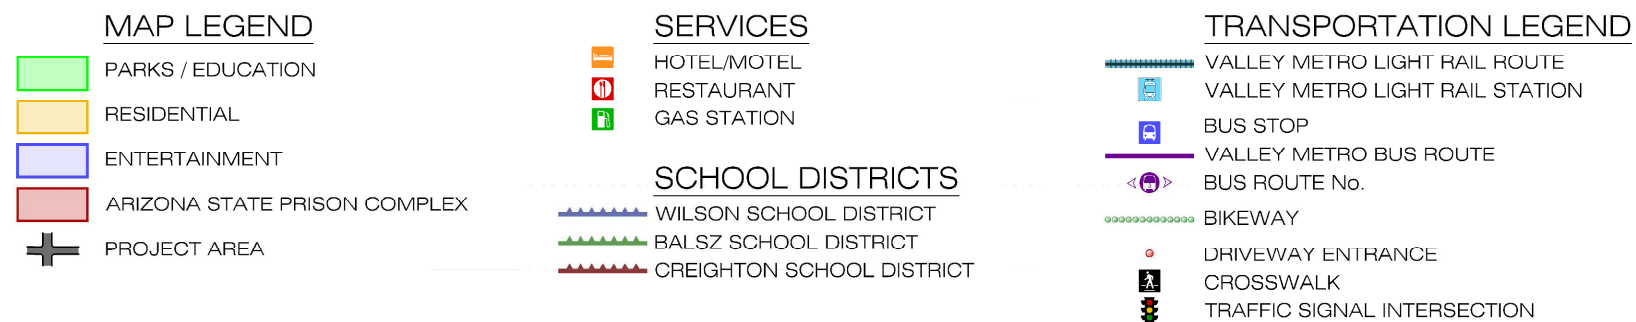 MAP LEGEND
PARKS / EDUCATION
RESIDENTIAL
ENTERTAINMENT
ARIZONA STATE PRISON COMPLEX
PROJECT AREA
SERVICES
HOTEL/MOTEL
RESTAURANT
GAS STATION
SCHOOL DISTRICTS
WILSON SCHOOL DISTRICT
BALSZ SCHOOL DISTRICT
CREIGHTON SCHOOL DISTRICT
TRANSPORTATION LEGEND
VALLEY METRO LIGHT RAIL ROUTE
VALLEY METRO LIGHT RAIL STATION
BUS STOP
VALLEY METRO BUS ROUTE
BUS ROUTE No.
BIKEWAY
DRIVEWAY ENTRANCE
CROSSWALK
TRAFFIC SIGNAL INTERSECTION